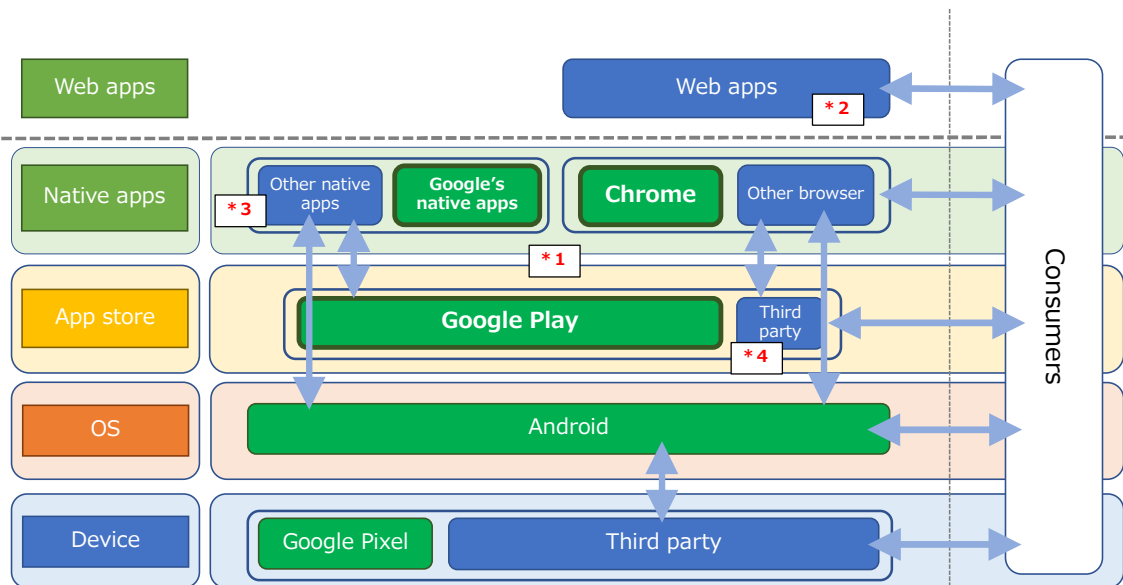 Web apps
Web apps
*2
Native apps
*3
Other native
apps
Google's
native apps
Chrome
Other browser
*1
App store
Google Play
Third
party
*4
OS
Android
Device
Google Pixel
Third party
Consumers